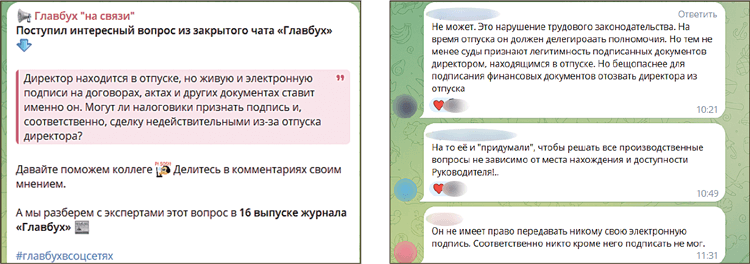 Главбух "на связи"
Поступил интересный вопрос из закрытого чата «Главбух»
Директор находится в отпуске, но живую и электронную
подписи на договорах, актах и других документах ставит
именно он. Могут ли налоговики признать подпись и,
соответственно, сделку недействительными из-за отпуска
директора?
Давайте поможем коллеге Делитесь в комментариях своим
мнением.
А мы разберем с экспертами этот вопрос в 16 выпуске журнала
«Главбух»
#главбухвсоцсетях
Ответить
Не может. Это нарушение трудового законодательства. На
время отпуска он должен делегироаать полномочия. Но тем не
менее суды признают легитимность подписанных документов
директором, находящимся в отпуске. Но бещопаснее для
подписания финансовых документов отозвать директора из
отпуска
10:21
На то её и "придумали", чтобы решать все производственные
вопросы не зависимо от места нахождения и доступности
Руководителя!..
10:49
Он не имеет право передавать никому свою электронную
подпись. Соответственно никто кроме него подписать не мог.
11:31